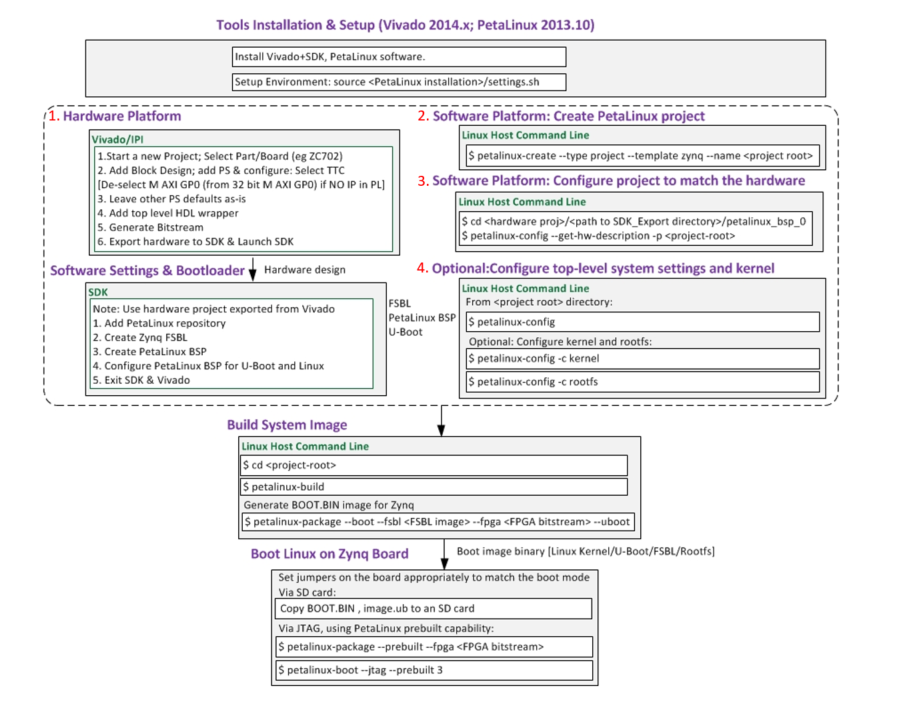 Tools Installation & Setup (Vivado 2014.x; PetaLinux 2013.10)
Install Vivado+SDK, PetaLinux software.
Setup Environment: source <PetaLinux installation>/settings.sh
1. Hardware Platform
Vivado/IPI
1.Start a new Project; Select Part/Board (eg ZC702)
2. Add Block Design; add PS & configure: Select TTC
[De-select M AXI GP0 (from 32 bit M AXI GP0) if NO IP in PL]
3. Leave other PS defaults as-is
4. Add top level HDL wrapper
5. Generate Bitstream
6. Export hardware to SDK & Launch SDK
Software Settings & Bootloader
Hardware design
SDK
Note: Use hardware project exported from Vivado
1. Add PetaLinux repository
2. Create Zynq FSBL
3. Create PetaLinux BSP
4. Configure PetaLinux BSP for U-Boot and Linux
5. Exit SDK & Vivado
FSBL
PetaLinux BSP
U-Boot
2. Software Platform: Create PetaLinux project
Linux Host Command Line
$ petalinux-create --type project --template zynq --name <project root>
3. Software Platform: Configure project to match the hardware
Linux Host Command Line
$ cd <hardware proj>/<path to SDK_Export directory>/petalinux_bsp_0
$ petalinux-config --get-hw-description -p <project-root>
4. Optional:Configure top-level system settings and kernel
Linux Host Command Line
From <project root> directory:
$ petalinux-config
Optional: Configure kernel and rootfs:
$ petalinux-config -c kernel
$ petalinux-config -c rootfs
Build System Image
Linux Host Command Line
$ cd <project-root>
$ petalinux-build
Generate BOOT.BIN image for Zynq
$ petalinux-package --boot --fsbl <FSBL image> --fpga <FPGA bitstream> --uboot
Boot Linux on Zynq Board
Boot image binary [Linux Kernel/U-Boot/FSBL/Rootfs]
Set jumpers on the board appropriately to match the boot mode
Via SD card:
Copy BOOT.BIN , image.ub to an SD card
Via JTAG, using PetaLinux prebuilt capability:
$ petalinux-package --prebuilt --fpga <FPGA bitstream>
$ petalinux-boot --jtag --prebuilt 3